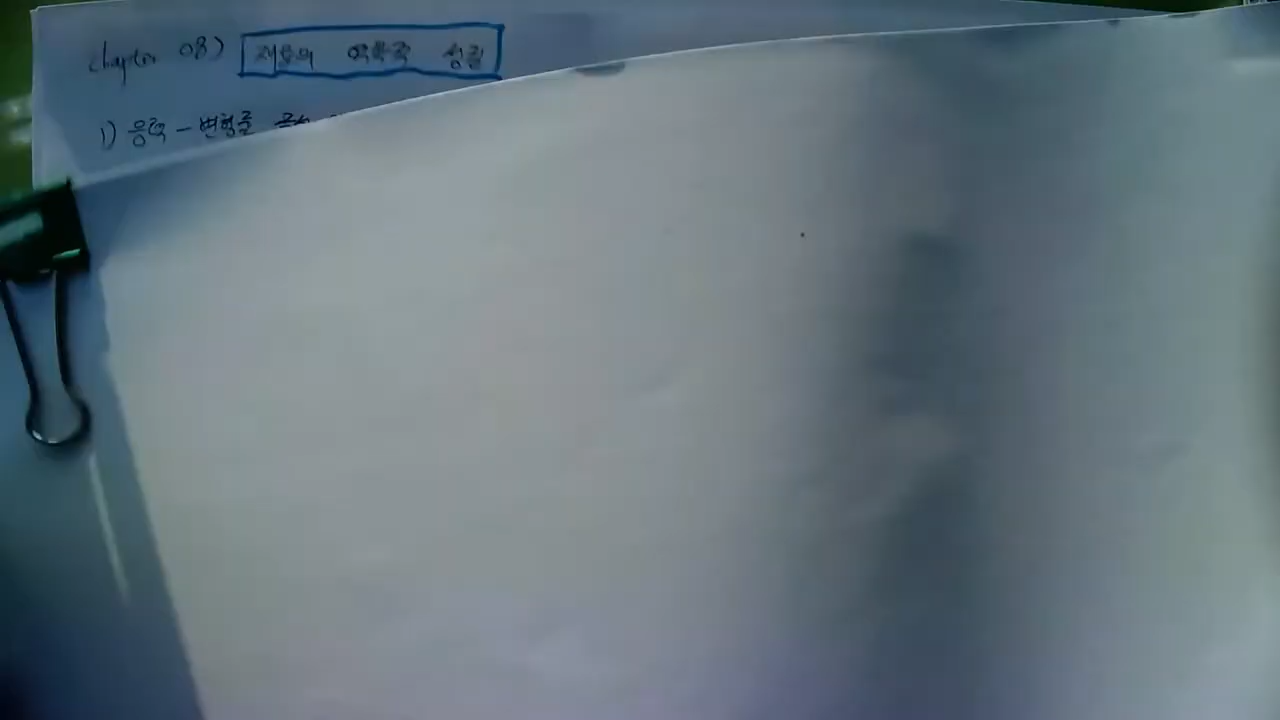 chapter 08) 재료의 역학적 성질
1) 응력 - 변형률